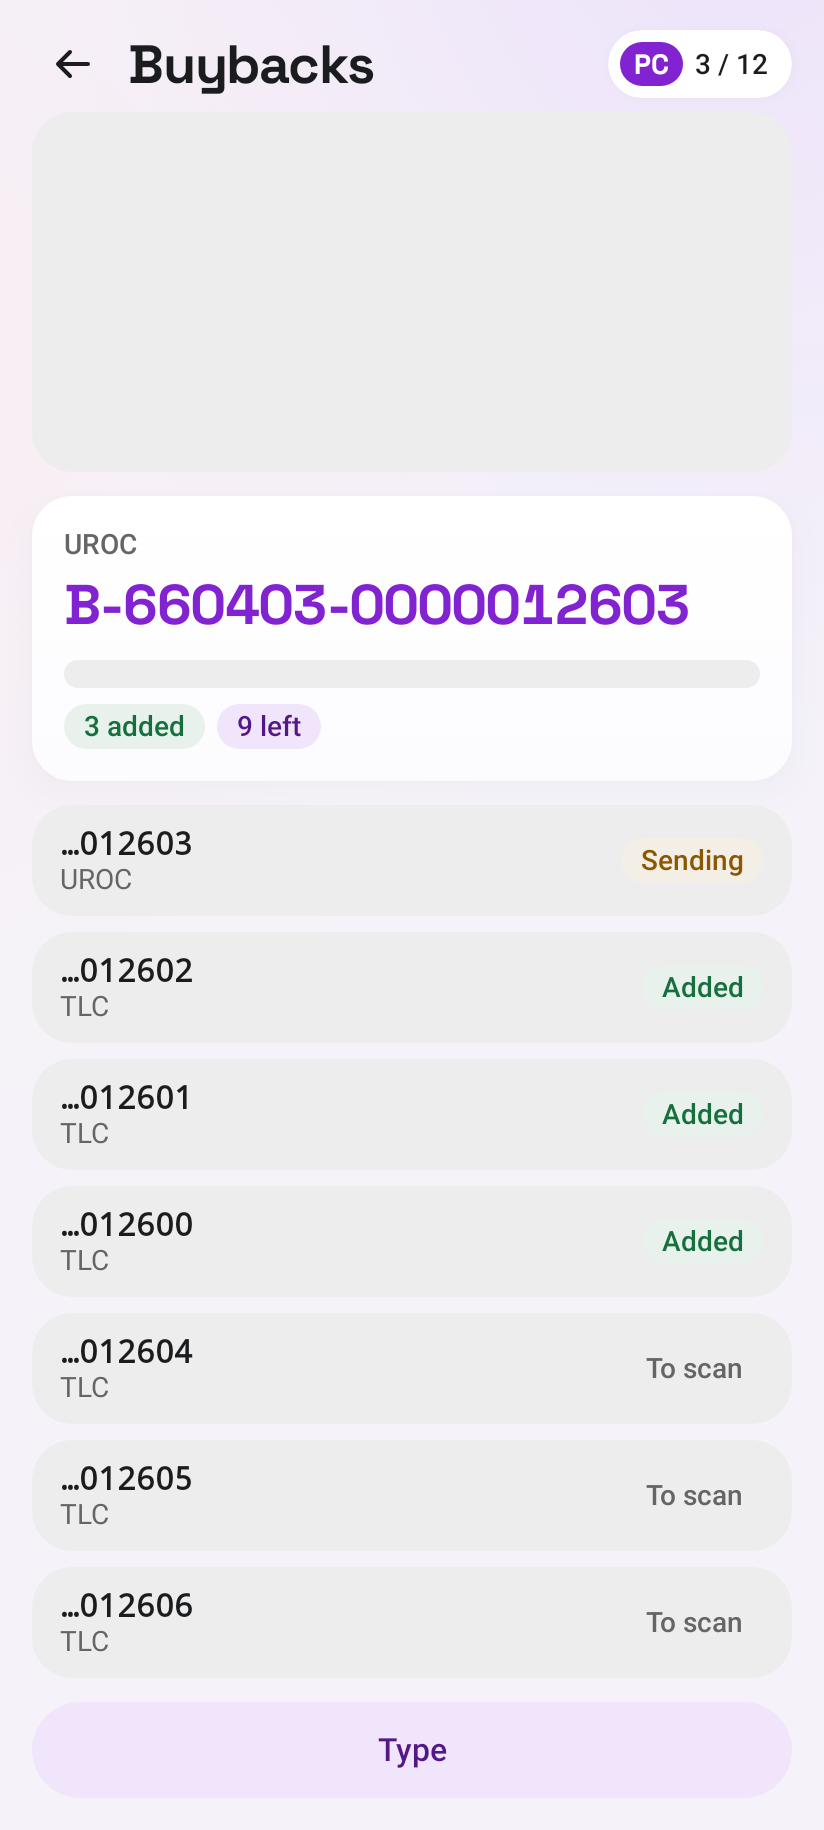 Buybacks
PC 3 / 12
UROC
B-660403-0000012603
3 added 9 left
…012603
UROC
Sending
…012602
TLC
Added
…012601
TLC
Added
…012600
TLC
Added
…012604
TLC
To scan
…012605
TLC
To scan
…012606
TLC
To scan
Type